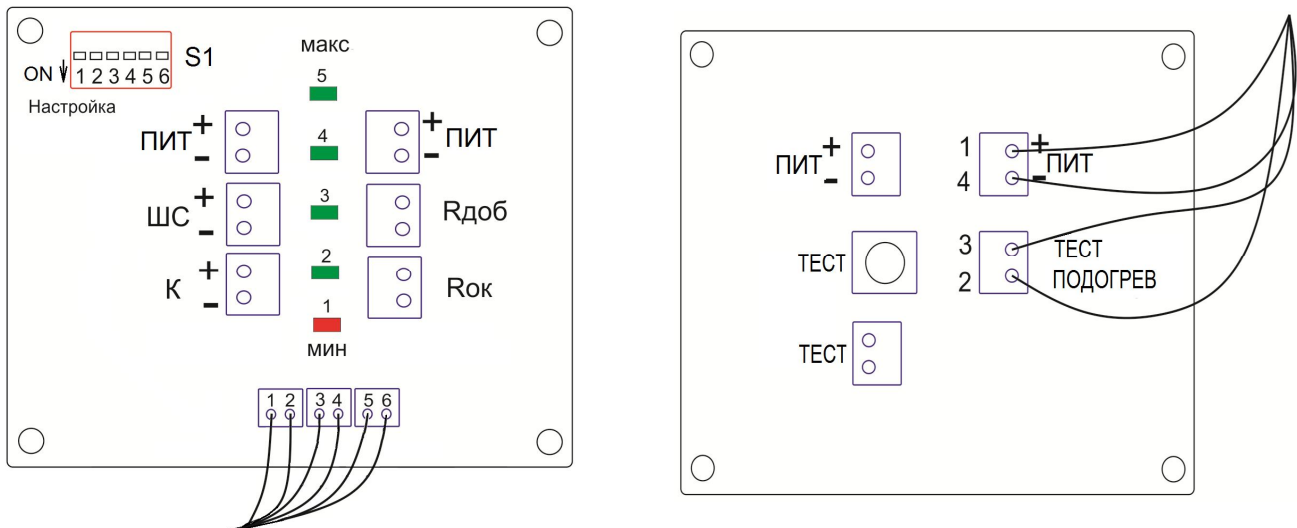 S1
ON
1 2 3 4 5 6
Настройка
макс
5
ПИТ + -
4
+ - ПИТ
ШС + -
3
Rдоб
К + -
2
Rок
1
мин
1 2 3 4 5 6
ПИТ + -
1 + ПИТ
4 -
ТЕСТ
3 ТЕСТ
2 ПОДОГРЕВ
ТЕСТ